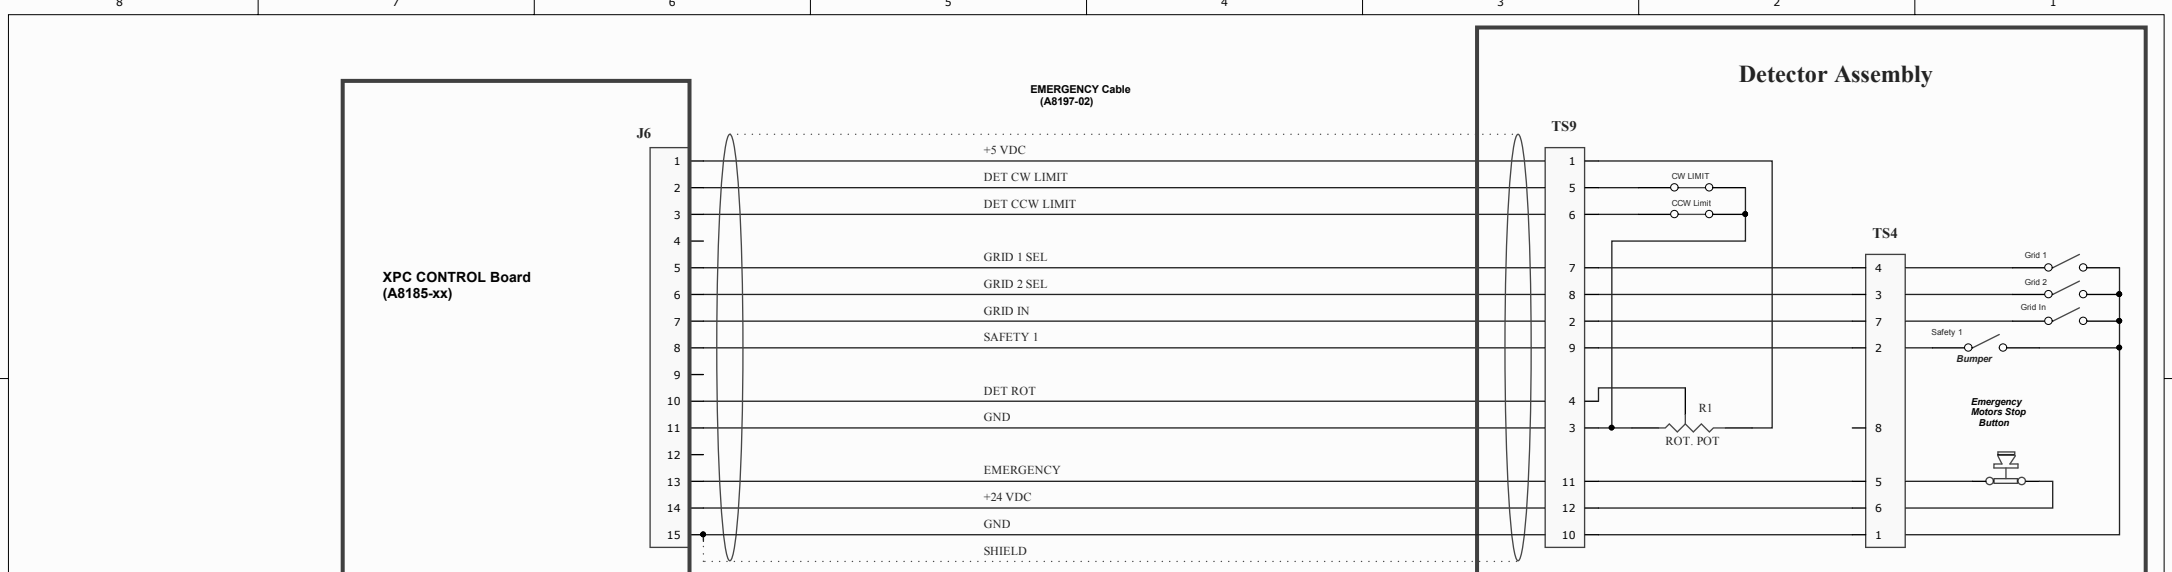 8 7 6 5 4 3 2 1
Detector Assembly
EMERGENCY Cable
(A8197-02)
J6
TS9
1 +5 VDC 1
CW LIMIT
2 DET CW LIMIT 5
CCW Limit
3 DET CCW LIMIT 6
TS4
4
Grid 1
5 GRID 1 SEL 7 4
XPC CONTROL Board
(A8185-xx)
Grid 2
6 GRID 2 SEL 8 3
Grid In
7 GRID IN 2 7
Safety 1
8 SAFETY 1 9 2
Bumper
9
10 DET ROT 4
Emergency
Motors Stop
Button
R1
11 GND 3 8
ROT. POT
12
13 EMERGENCY 11 5
14 +24 VDC 12 6
15 GND 10 1
SHIELD